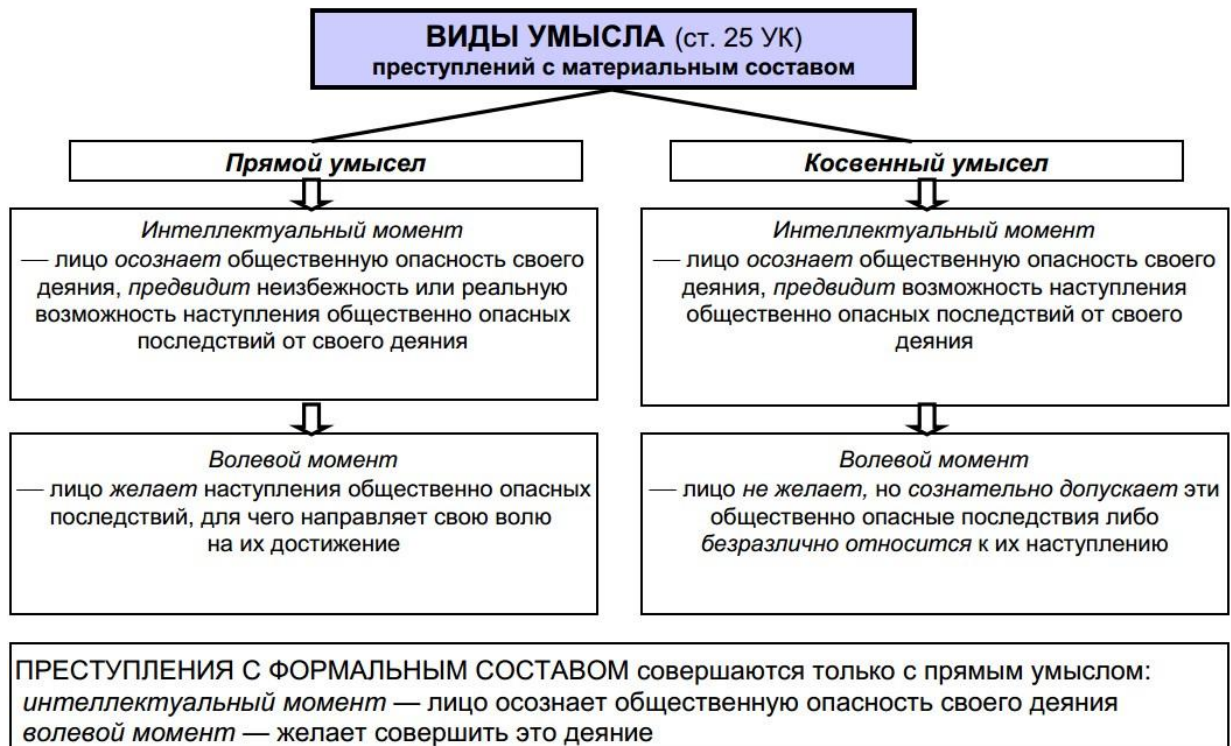 ВИДЫ УМЫСЛА (ст. 25 УК)
преступлений с материальным составом
Прямой умысел
Интеллектуальный момент
— лицо осознает общественную опасность своего
деяния, предвидит неизбежность или реальную
возможность наступления общественно опасных
последствий от своего деяния
Волевой момент
— лицо желает наступления общественно опасных
последствий, для чего направляет свою волю
на их достижение
Косвенный умысел
Интеллектуальный момент
— лицо осознает общественную опасность своего
деяния, предвидит возможность наступления
общественно опасных последствий от своего
деяния
Волевой момент
— лицо не желает, но сознательно допускает эти
общественно опасные последствия либо
безразлично относится к их наступлению
ПРЕСТУПЛЕНИЯ С ФОРМАЛЬНЫМ СОСТАВОМ совершаются только с прямым умыслом:
интеллектуальный момент — лицо осознает общественную опасность своего деяния
волевой момент — желает совершить это деяние